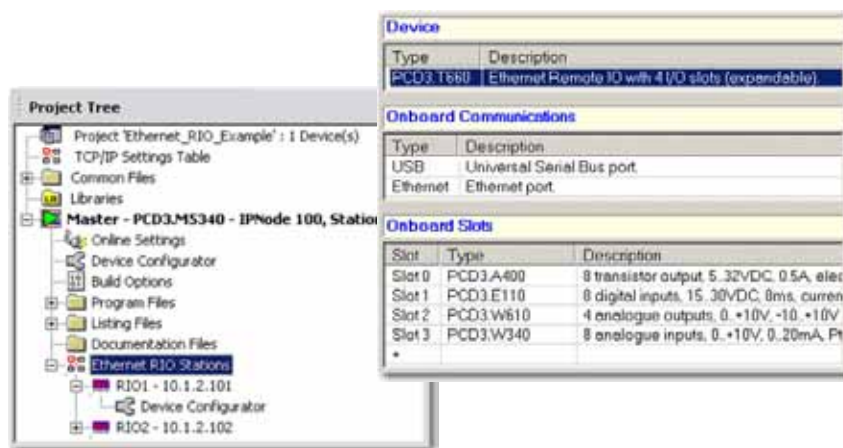 Project Tree
Project 'Ethernet_RIO_Example' : 1 Device(s)
TCP/IP Settings Table
Common Files
Libraries
Master - PCD3.M5340 - IPNode 100, Station
Online Settings
Device Configurator
Build Options
Program Files
Listing Files
Documentation Files
Ethernet RIO Stations
RIO1 - 10.1.2.101
Device Configurator
RIO2 - 10.1.2.102
Device
Type Description
PCD3.T660 Ethernet Remote IO with 4 I/O slots (expandable)
Onboard Communications
Type Description
USB Universal Serial Bus port
Ethernet Ethernet port
Onboard Slots
Slot Type Description
Slot 0 PCD3.A400 8 transistor output, 5..32VDC, 0.5A, elec
Slot 1 PCD3.E110 8 digital inputs, 15..30VDC, 8ms, curren
Slot 2 PCD3.W610 4 analogue outputs, 0..+10V, -10..+10V
Slot 3 PCD3.W340 8 analogue inputs, 0..+10V, 0..20mA, Pt